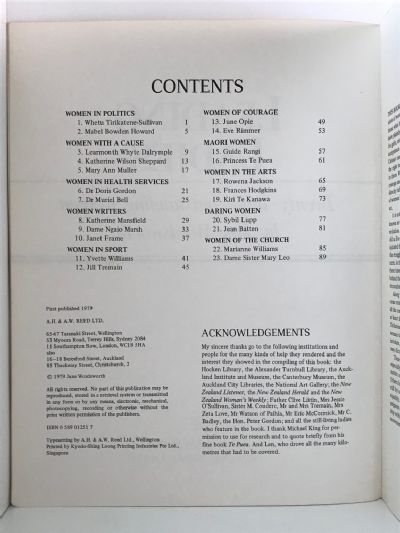 CONTENTS
WOMEN IN POLITICS
1. Whetu Tirikatene-Sullivan 1
2. Mabel Bowden Howard 5
WOMEN WITH A CAUSE
3. Learmonth Whyte Dalrymple 9
4. Katherine Wilson Sheppard 13
5. Mary Ann Muller 17
WOMEN IN HEALTH SERVICES
6. Dr Doris Gordon 21
7. Dr Muriel Bell 25
WOMEN WRITERS
8. Katherine Mansfield 29
9. Dame Ngaio Marsh 33
10. Janet Frame 37
WOMEN IN SPORT
11. Yvette Williams 41
12. Jill Tremain 45
WOMEN OF COURAGE
13. June Opie 49
14. Eve Rimmer 53
MAORI WOMEN
15. Guide Rangi 57
16. Princess Te Puea 61
WOMEN IN THE ARTS
17. Rowena Jackson 65
18. Frances Hodgkins 69
19. Kiri Te Kanawa 73
DARING WOMEN
20. Sybil Lupp 77
21. Jean Batten 81
WOMEN OF THE CHURCH
22. Marianne Williams 85
23. Dame Sister Mary Leo 89
First published 1979
A.H. & A.W. REED LTD.
65-67 Taranaki Street, Wellington
53 Myoora Road, Terrey Hills, Sydney 2084
11 Southampton Row, London, WC1B 5HA
also
16-18 Beresford Street, Auckland
85 Thackeray Street, Christchurch, 2
All rights reserved. No part of this publication may be
reproduced, stored in a retrieval system or transmitted
in any form or by any means, electronic, mechanical,
photocopying, recording or otherwise without the
prior written permission of the publishers.
© 1979 Jane Wordsworth
ISBN 0 589 01251 7
Typesetting by A.H. & A.W. Reed Ltd., Wellington
Printed by Kyodo-Shing Loong Printing Industries Pte Ltd.,
Singapore
ACKNOWLEDGEMENTS
My sincere thanks go to the following institutions and
people for the many kinds of help they rendered and the
interest they showed in the compiling of this book: the
Hocken Library, the Alexander Turnbull Library, the Auck-
land Institute and Museum, the Canterbury Museum, the
Auckland City Libraries, the National Art Gallery, the New
Zealand Listener, the New Zealand Herald and the New
Zealand Woman's Weekly; Father Clive Littin, Mrs Jessie
O'Sullivan, Sister M. Couderc, Mr and Mrs Tremain, Mrs
Zeta Love, Mr Watson of Paihia, Mr Eric McCormick, Mr C.
Badley, the Hon. Peter Gordon; and all the still-living ladies
who feature in the book. I thank Michael King for per-
mission to use for research and to quote briefly from his
fine book Te Puea. And Len, who drove all the many kilo-
metres that had to be covered.